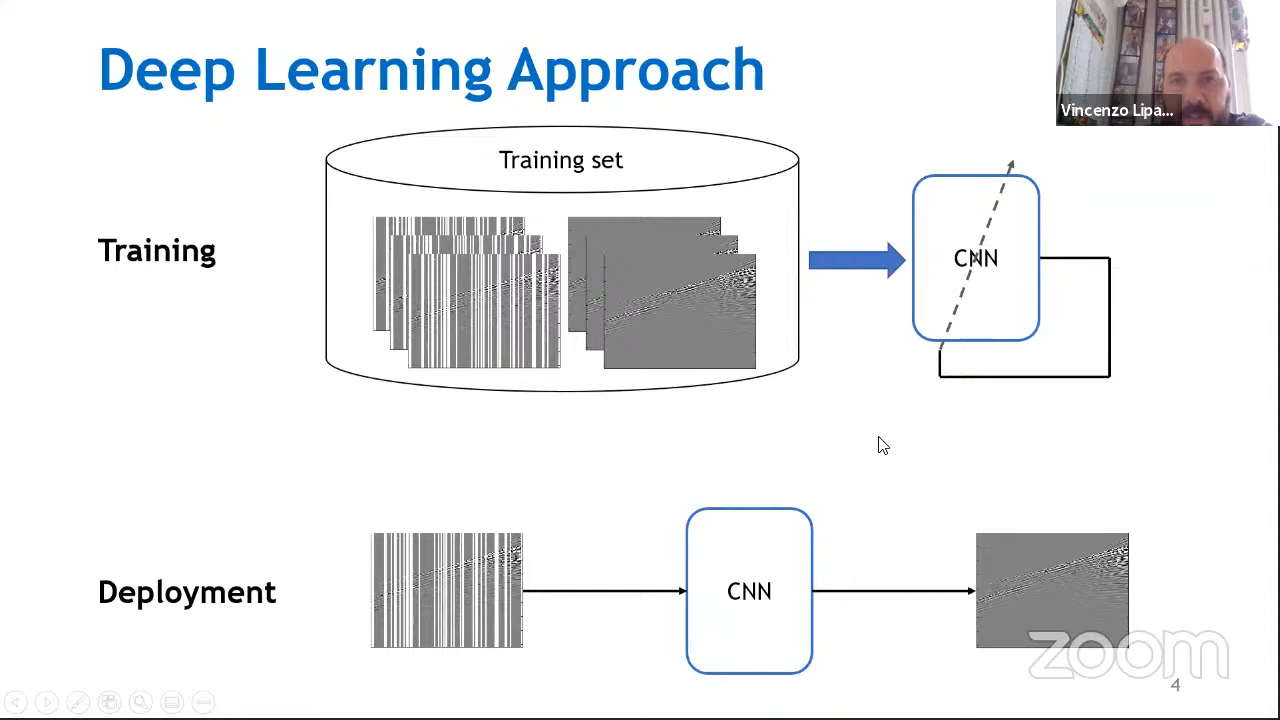 Deep Learning Approach
Vincenzo Lipa...
Training set
Training
CNN
Deployment
CNN
zoom
4